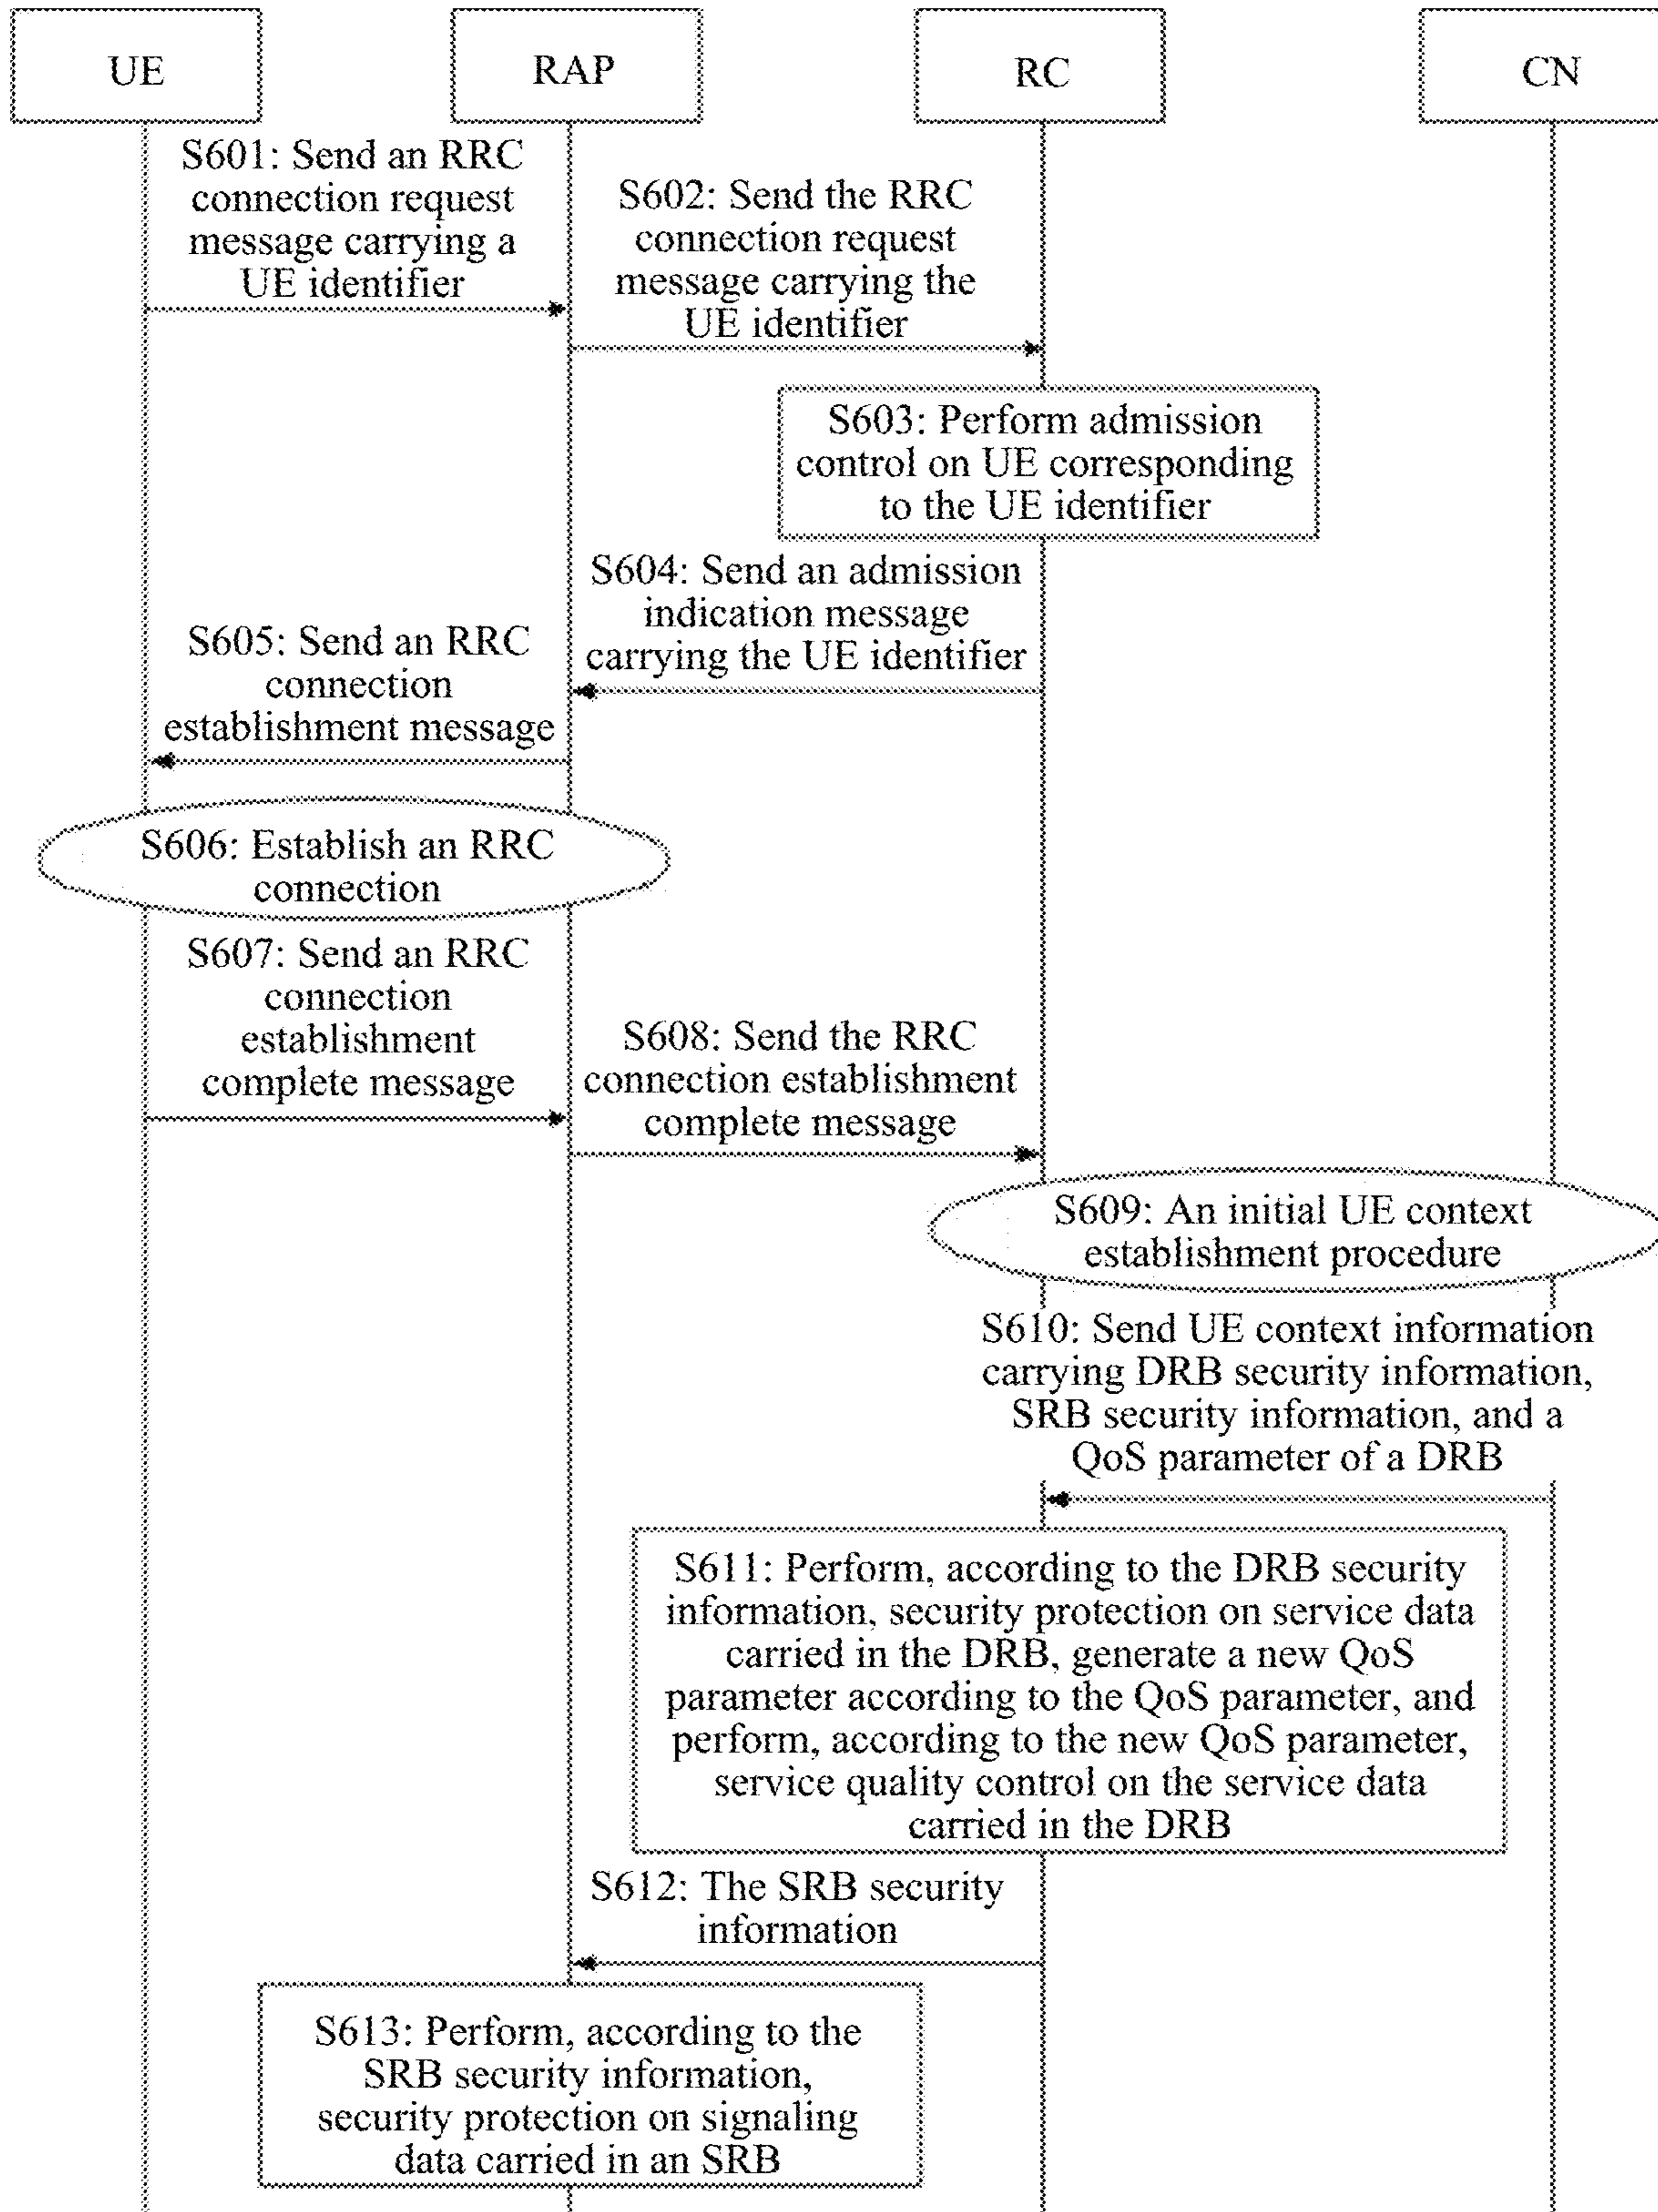 UE
RAP
RC
CN
S601: Send an RRC
connection request
message carrying a
UE identifier
S602: Send the RRC
connection request
message carrying the
UE identifier
S603: Perform admission
control on UE corresponding
to the UE identifier
S604: Send an admission
indication message
carrying the UE identifier
S605: Send an RRC
connection
establishment message
S606: Establish an RRC
connection
S607: Send an RRC
connection
establishment
complete message
S608: Send the RRC
connection establishment
complete message
S609: An initial UE context
establishment procedure
S610: Send UE context information
carrying DRB security information,
SRB security information, and a
QoS parameter of a DRB
S611: Perform, according to the DRB security
information, security protection on service data
carried in the DRB, generate a new QoS
parameter according to the QoS parameter, and
perform, according to the new QoS parameter,
service quality control on the service data
carried in the DRB
S612: The SRB security
information
S613: Perform, according to the
SRB security information,
security protection on signaling
data carried in an SRB